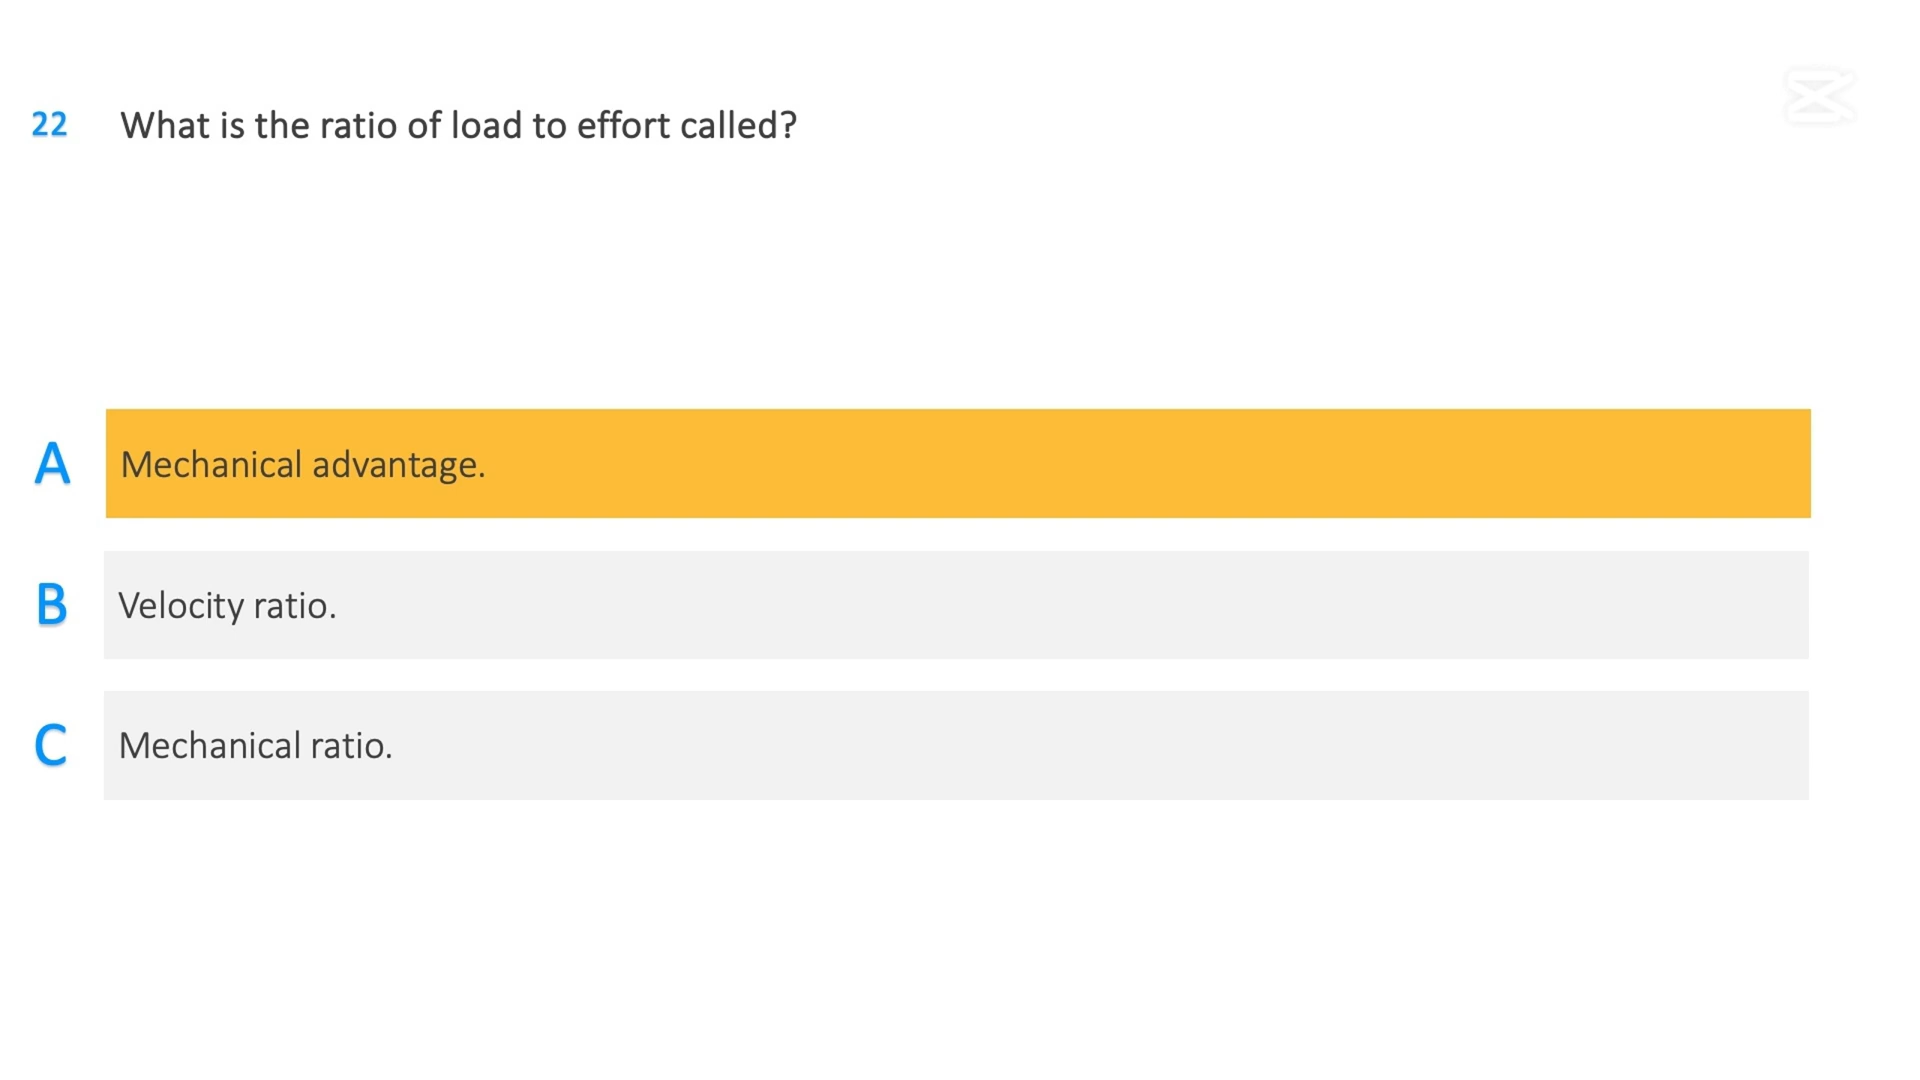 22 What is the ratio of load to effort called?
A Mechanical advantage.
B Velocity ratio.
C Mechanical ratio.